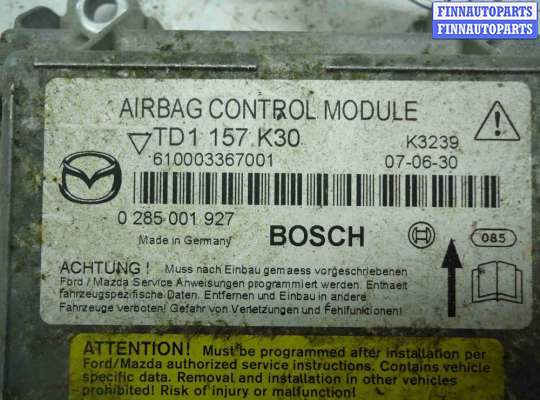 FINNAUTOPARTS
FINNAUTOPARTS
AIRBAG CONTROL MODULE
TD1 157 K30
K3239
610003367001
07-06-30
0 285 001 927
Made in Germany
BOSCH
085
ACHTUNG ! Muss nach Einbau gemaess vorgeschriebenen
Ford / Mazda Service Anweisungen programmiert werden. Enthaelt
fahrzeugspezifische Daten. Entfernen und Einbau in andere
Fahrzeuge verboten! Gefahr von Verletzungen und Fehlfunktionen!
ATTENTION! Must be programmed after installation per
Ford/Mazda authorized service instructions. Contains vehicle
specific data. Removal and installation in other vehicles
prohibited! Risk of injury or malfunction!